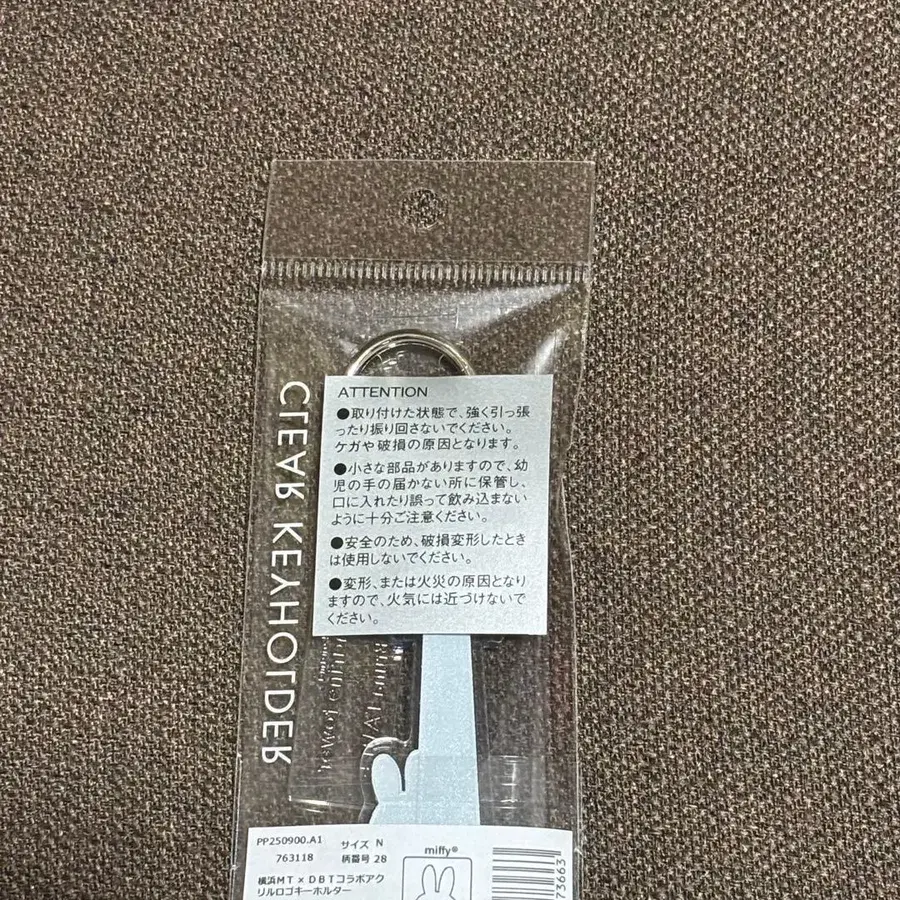 CLEAR KEYHOLDER
ATTENTION
●取り付けた状態で、強く引っ張
ったり振り回さないでください。
ケガや破損の原因となります。
●小さな部品がありますので、幼
児の手の届かない所に保管し、
口に入れたり誤って飲み込まない
ように十分ご注意ください。
●安全のため、破損変形したとき
は使用しないでください。
●変形、または火災の原因となり
ますので、火気には近づけないで
ください。
PP250900.A1 サイズ N
763118 柄番号 28
横浜MT×DBTコラボアク
リルロゴキーホルダー
miffy®
73663